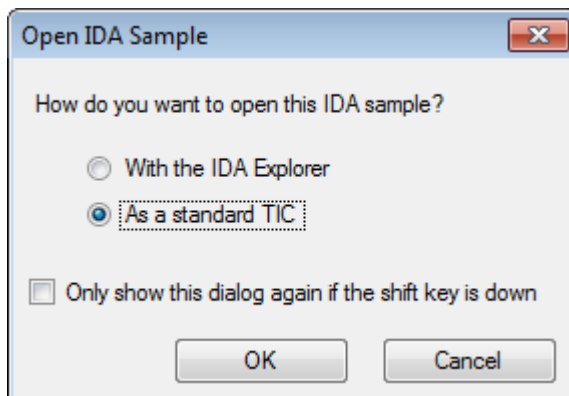 Open IDA Sample
How do you want to open this IDA sample?
With the IDA Explorer
As a standard TIC
Only show this dialog again if the shift key is down
OK Cancel